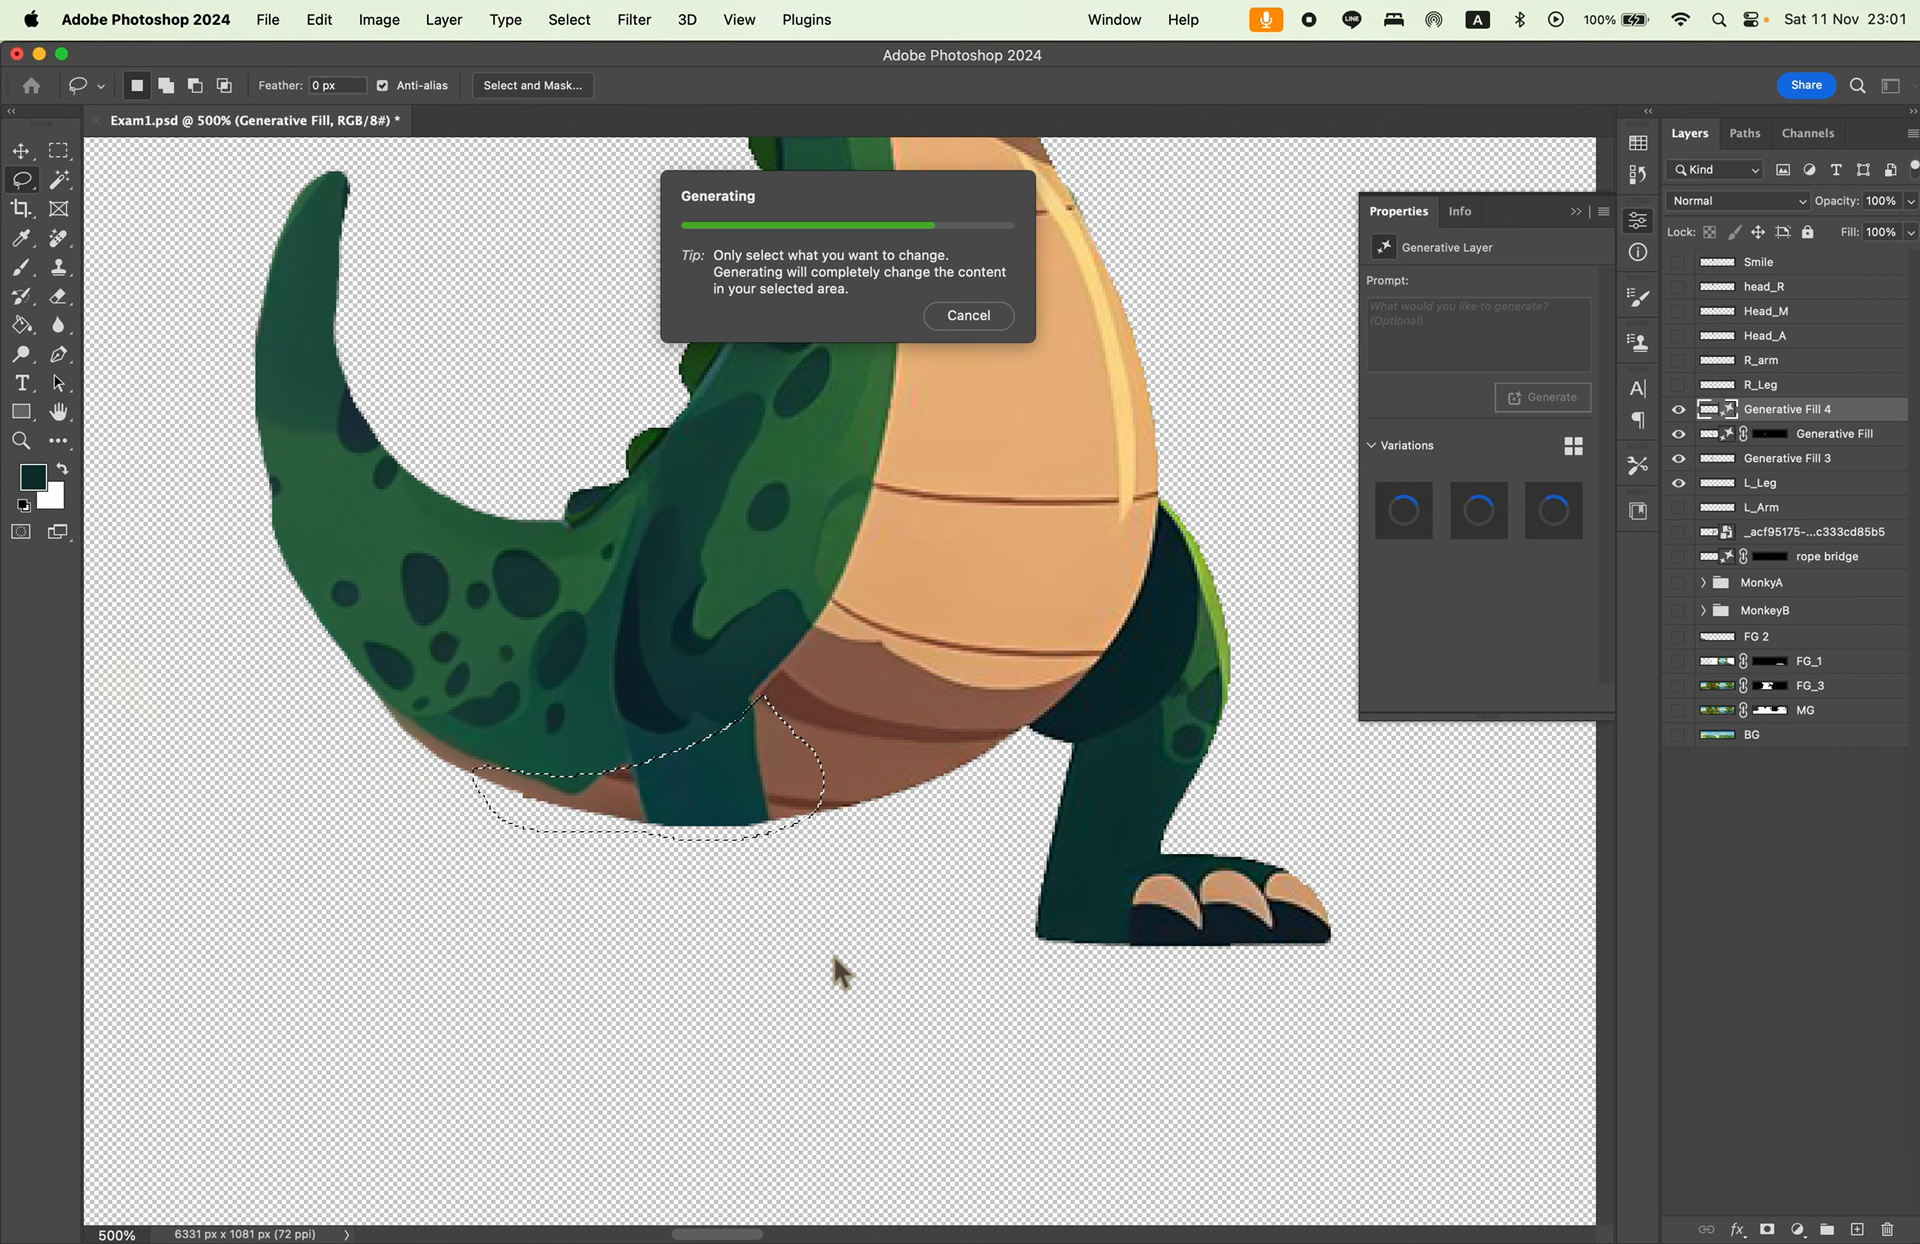 Adobe Photoshop 2024 File Edit Image Layer Type Select Filter 3D View Plugins Window Help LINE A 100% Sat 11 Nov 23:01
Adobe Photoshop 2024
Feather: 0 px Anti-alias Select and Mask... Share
Exam1.psd @ 500% (Generative Fill, RGB/8#) *
Generating
Tip: Only select what you want to change.
Generating will completely change the content
in your selected area.
Cancel
Properties Info
Generative Layer
Prompt:
What would you like to generate?
(Optional)
Generate
Variations
Layers Paths Channels
Kind
Normal Opacity: 100%
Lock: Fill: 100%
Smile
head_R
Head_M
Head_A
R_arm
R_Leg
Generative Fill 4
Generative Fill
Generative Fill 3
L_Leg
L_Arm
_acf95175-...c333cd85b5
rope bridge
MonkyA
MonkeyB
FG 2
FG_1
FG_3
MG
BG
fx
500% 6331 px x 1081 px (72 ppi)